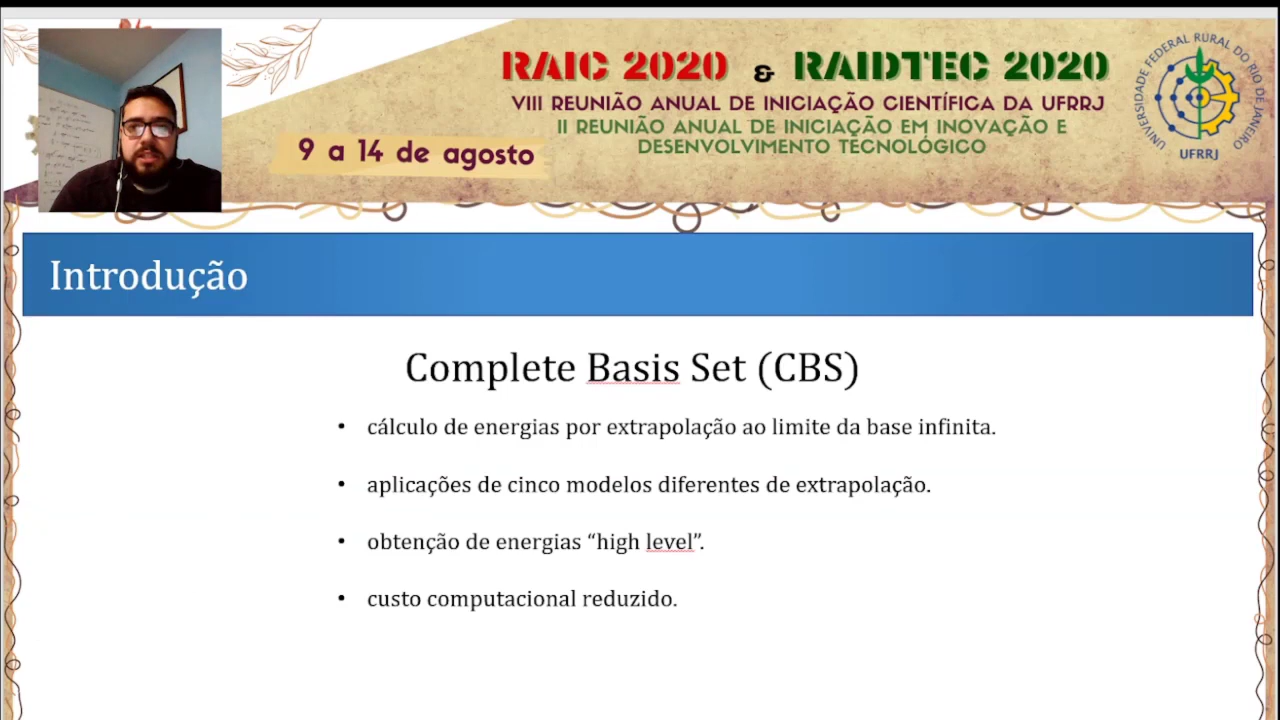 RAIC 2020 & RAIDTEC 2020
VIII REUNIÃO ANUAL DE INICIAÇÃO CIENTÍFICA DA UFRRJ
II REUNIÃO ANUAL DE INICIAÇÃO EM INOVAÇÃO E
DESENVOLVIMENTO TECNOLÓGICO
9 a 14 de agosto
UNIVERSIDADE FEDERAL RURAL DO RIO DE JANEIRO
UFRRJ
Introdução
Complete Basis Set (CBS)
• cálculo de energias por extrapolação ao limite da base infinita.
• aplicações de cinco modelos diferentes de extrapolação.
• obtenção de energias “high level”.
• custo computacional reduzido.